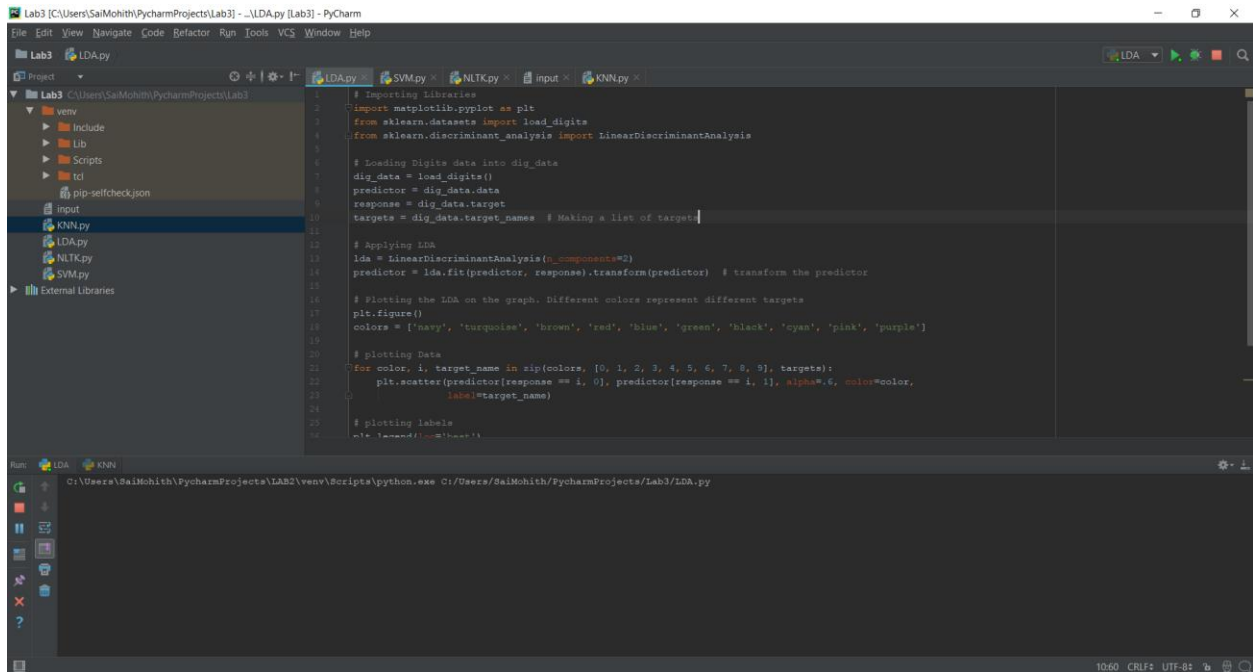 Lab3 [C:\Users\SaiMohith\PycharmProjects\Lab3] - ...\LDA.py [Lab3] - PyCharm
File Edit View Navigate Code Refactor Run Tools VCS Window Help
Lab3 LDA.py LDA
Project LDA.py SVM.py NLTK.py input KNN.py
Lab3 C:\Users\SaiMohith\PycharmProjects\Lab3
venv
Include
Lib
Scripts
tcl
pip-selfcheck.json
input
KNN.py
LDA.py
NLTK.py
SVM.py
External Libraries
1 # Importing Libraries
2 import matplotlib.pyplot as plt
3 from sklearn.datasets import load_digits
4 from sklearn.discriminant_analysis import LinearDiscriminantAnalysis
5
6 # Loading Digits data into dig_data
7 dig_data = load_digits()
8 predictor = dig_data.data
9 response = dig_data.target
10 targets = dig_data.target_names # Making a list of targets
11
12 # Applying LDA
13 lda = LinearDiscriminantAnalysis(n_components=2)
14 predictor = lda.fit(predictor, response).transform(predictor) # transform the predictor
15
16 # Plotting the LDA on the graph. Different colors represent different targets
17 plt.figure()
18 colors = ['navy', 'turquoise', 'brown', 'red', 'blue', 'green', 'black', 'cyan', 'pink', 'purple']
19
20 # plotting Data
21 for color, i, target_name in zip(colors, [0, 1, 2, 3, 4, 5, 6, 7, 8, 9], targets):
22 plt.scatter(predictor[response == i, 0], predictor[response == i, 1], alpha=.6, color=color,
23 label=target_name)
24
25 # plotting labels
26 plt.legend(loc='best')
Run: LDA KNN
C:\Users\SaiMohith\PycharmProjects\LAB2\venv\Scripts\python.exe C:/Users/SaiMohith/PycharmProjects/Lab3/LDA.py
10:60 CRLF UTF-8